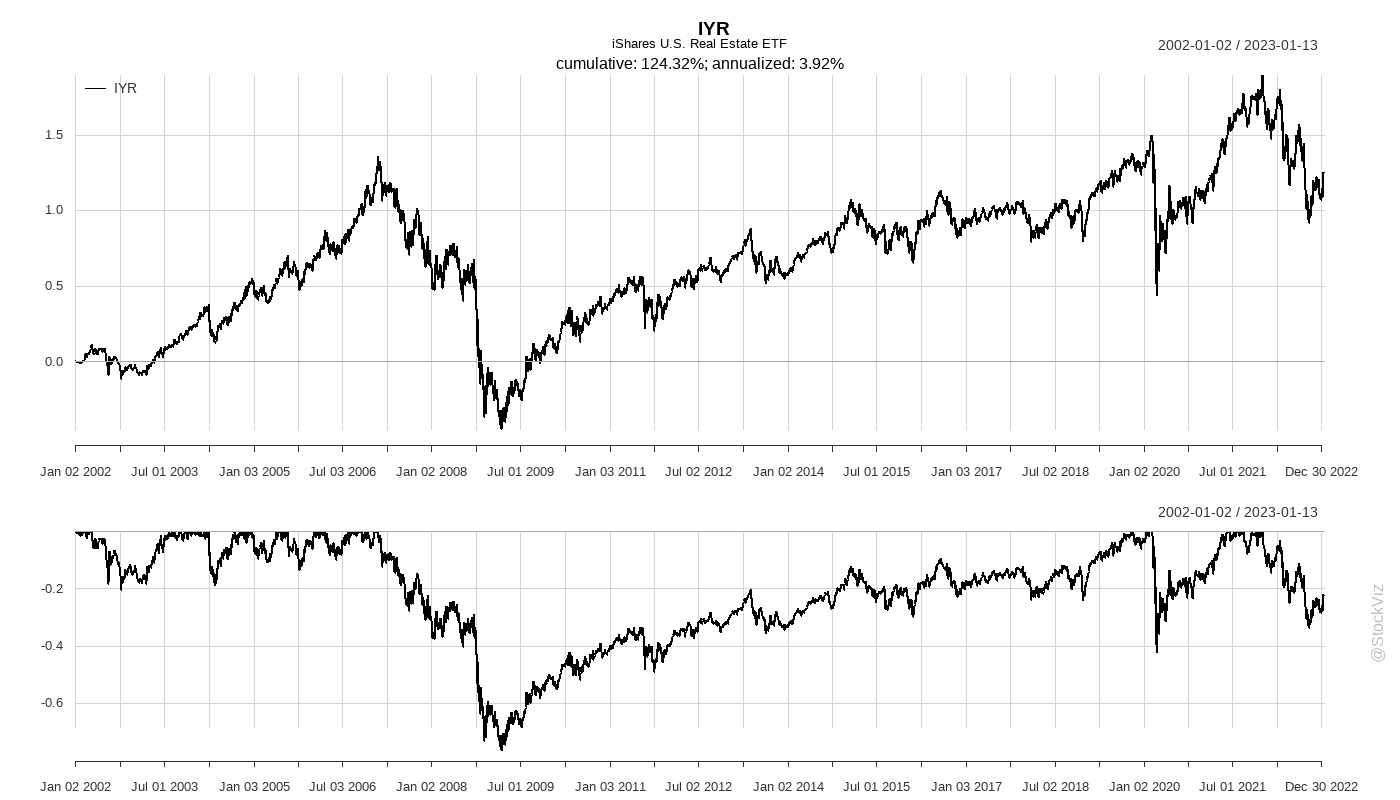 IYR
iShares U.S. Real Estate ETF
cumulative: 124.32%; annualized: 3.92%
2002-01-02 / 2023-01-13
IYR
1.5
1.0
0.5
0.0
Jan 02 2002 Jul 01 2003 Jan 03 2005 Jul 03 2006 Jan 02 2008 Jul 01 2009 Jan 03 2011 Jul 02 2012 Jan 02 2014 Jul 01 2015 Jan 03 2017 Jul 02 2018 Jan 02 2020 Jul 01 2021 Dec 30 2022
2002-01-02 / 2023-01-13
-0.2
-0.4
-0.6
Jan 02 2002 Jul 01 2003 Jan 03 2005 Jul 03 2006 Jan 02 2008 Jul 01 2009 Jan 03 2011 Jul 02 2012 Jan 02 2014 Jul 01 2015 Jan 03 2017 Jul 02 2018 Jan 02 2020 Jul 01 2021 Dec 30 2022
@StockViz